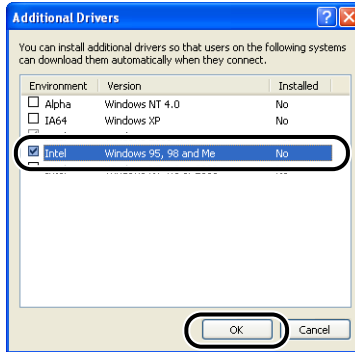 Additional Drivers
You can install additional drivers so that users on the following systems
can download them automatically when they connect.
Environment Version Installed
Alpha Windows NT 4.0 No
IA64 Windows XP No
Intel Windows 95, 98 and Me No
OK Cancel